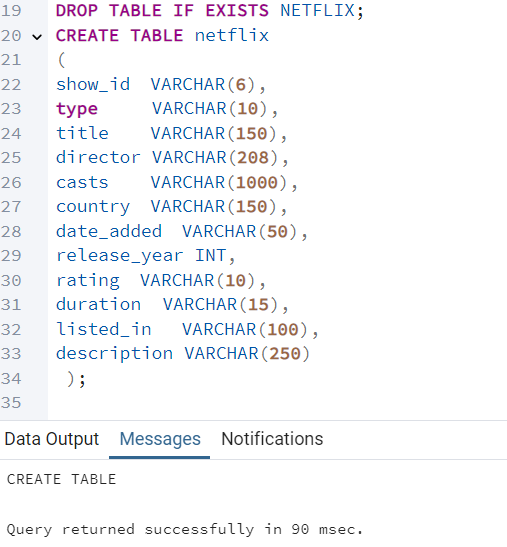 19 DROP TABLE IF EXISTS NETFLIX;
20 CREATE TABLE netflix
21 (
22 show_id  VARCHAR(6),
23 type     VARCHAR(10),
24 title    VARCHAR(150),
25 director VARCHAR(208),
26 casts    VARCHAR(1000),
27 country  VARCHAR(150),
28 date_added  VARCHAR(50),
29 release_year INT,
30 rating  VARCHAR(10),
31 duration  VARCHAR(15),
32 listed_in   VARCHAR(100),
33 description VARCHAR(250)
34  );
35
Data Output Messages Notifications
CREATE TABLE
Query returned successfully in 90 msec.